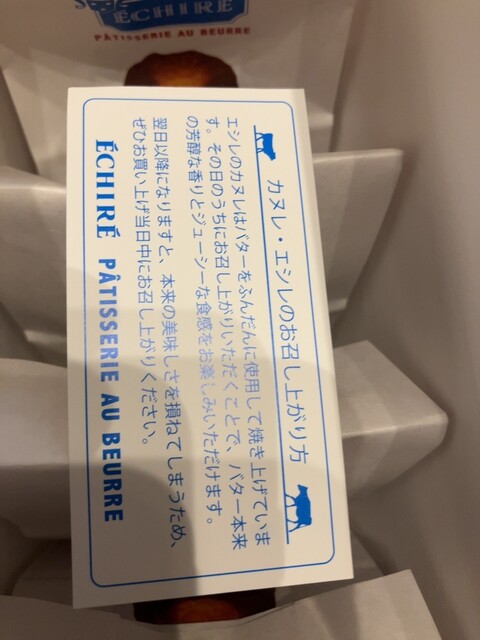 ÉCHIRÉ
PÂTISSERIE AU BEURRE
カヌレ・エシレのお召し上がり方
エシレのカヌレはバターをふんだんに使用して焼き上げていま
す。その日のうちにお召し上がりいただくことで、バター本来
の芳醇な香りとジューシーな食感をお楽しみいただけます。
翌日以降になりますと、本来の美味しさを損ねてしまうため、
ぜひお買い上げ当日中にお召し上がりください。
ÉCHIRÉ PÂTISSERIE AU BEURRE